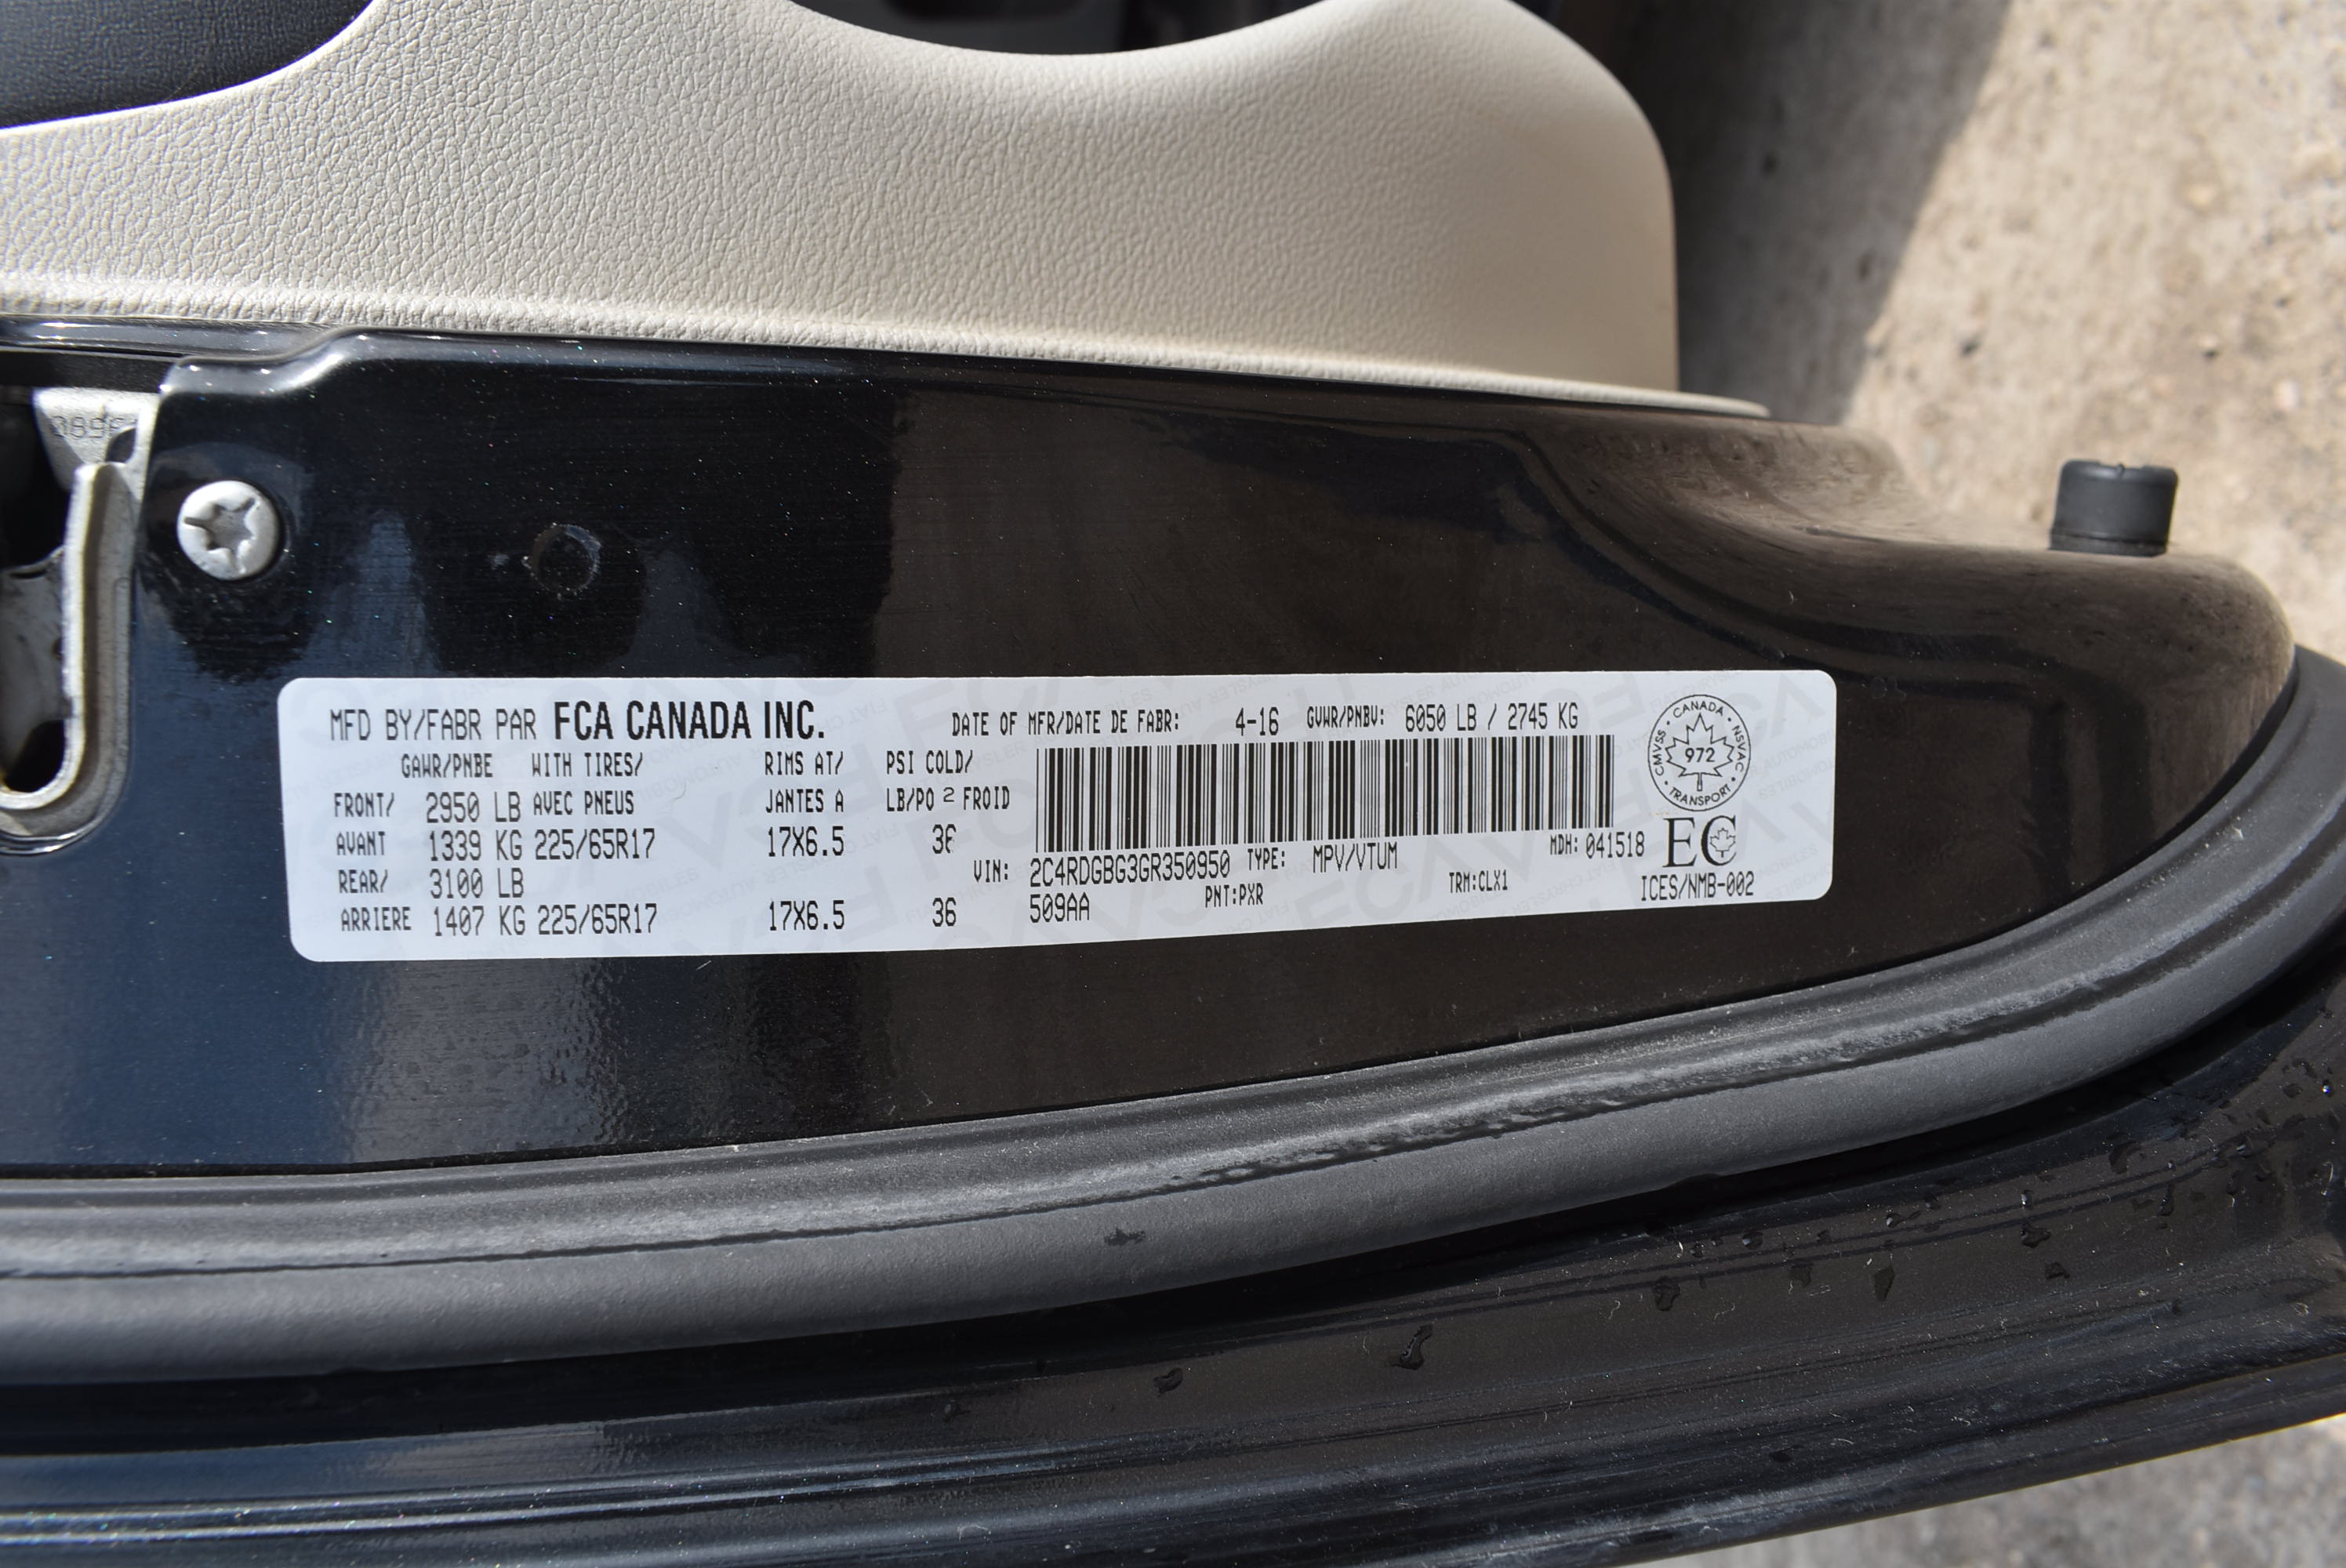 089
MFD BY/FABR PAR FCA CANADA INC. DATE OF MFR/DATE DE FABR: 4-16 GVWR/PNBV: 6050 LB / 2745 KG
GAWR/PNBE WITH TIRES/ RIMS AT/ PSI COLD/
FRONT/ 2950 LB AVEC PNEUS JANTES A LB/PO 2 FROID
AVANT 1339 KG 225/65R17 17X6.5 36
REAR/ 3100 LB
ARRIERE 1407 KG 225/65R17 17X6.5 36
VIN: 2C4RDGBG3GR350950 TYPE: MPV/VTUM MDH: 041518
509AA PNT:PXR TRM:CLX1
CANADA · NSVAC · TRANSPORT · CMVSS
972
EC
ICES/NMB-002